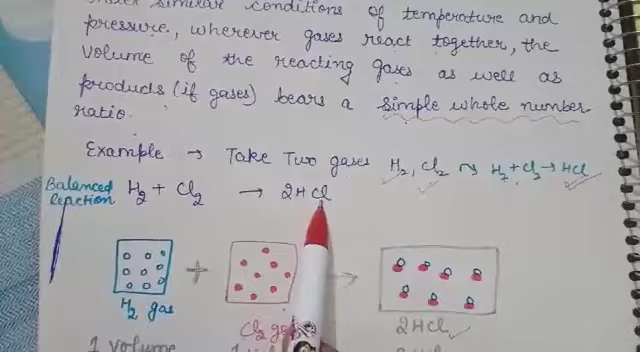 similar conditions of temperature and
pressure, wherever gases react together, the
volume of the reacting gases as well as
products (if gases) bears a simple whole number
ratio.
Example → Take Two gases H₂, Cl₂ ⇝ H₂ + Cl₂ → HCl
Balanced Reaction H₂ + Cl₂ → 2HCl
+ →
H₂ gas Cl₂ 2HCl
1 volume